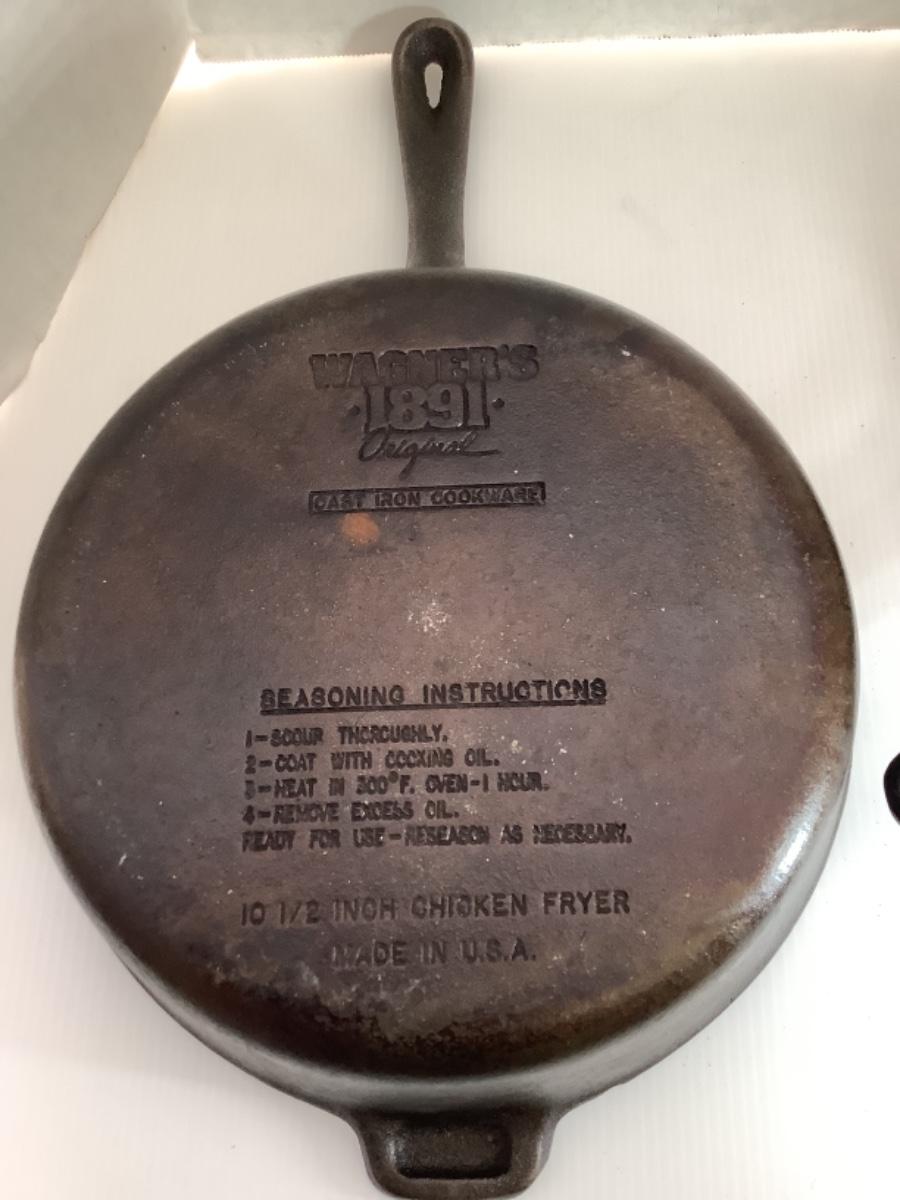 WAGNER'S
·1891·
Original
CAST IRON COOKWARE
SEASONING INSTRUCTIONS
1-SCOUR THOROUGHLY.
2-COAT WITH COOKING OIL.
3-HEAT IN 300°F. OVEN-1 HOUR.
4-REMOVE EXCESS OIL.
READY FOR USE-RESEASON AS NECESSARY.
10 1/2 INCH CHICKEN FRYER
MADE IN U.S.A.